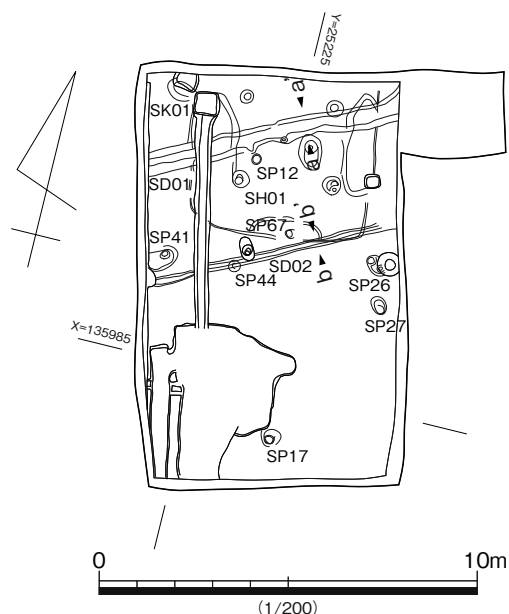 Y=25225
SK01
a'
SP12
SD01
SH01
SP67
b'
SP41
SD02
b
SP44
SP26
SP27
X=135985
SP17
0 10m
(1/200)